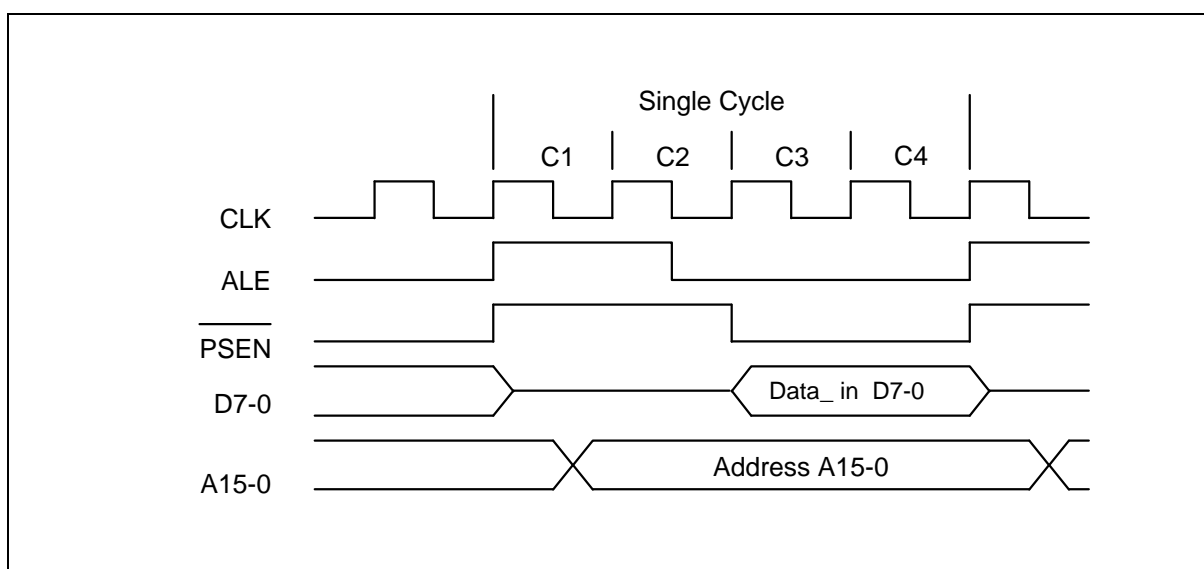 Single Cycle
C1 C2 C3 C4
CLK
ALE
PSEN
D7-0 Data_ in D7-0
A15-0 Address A15-0